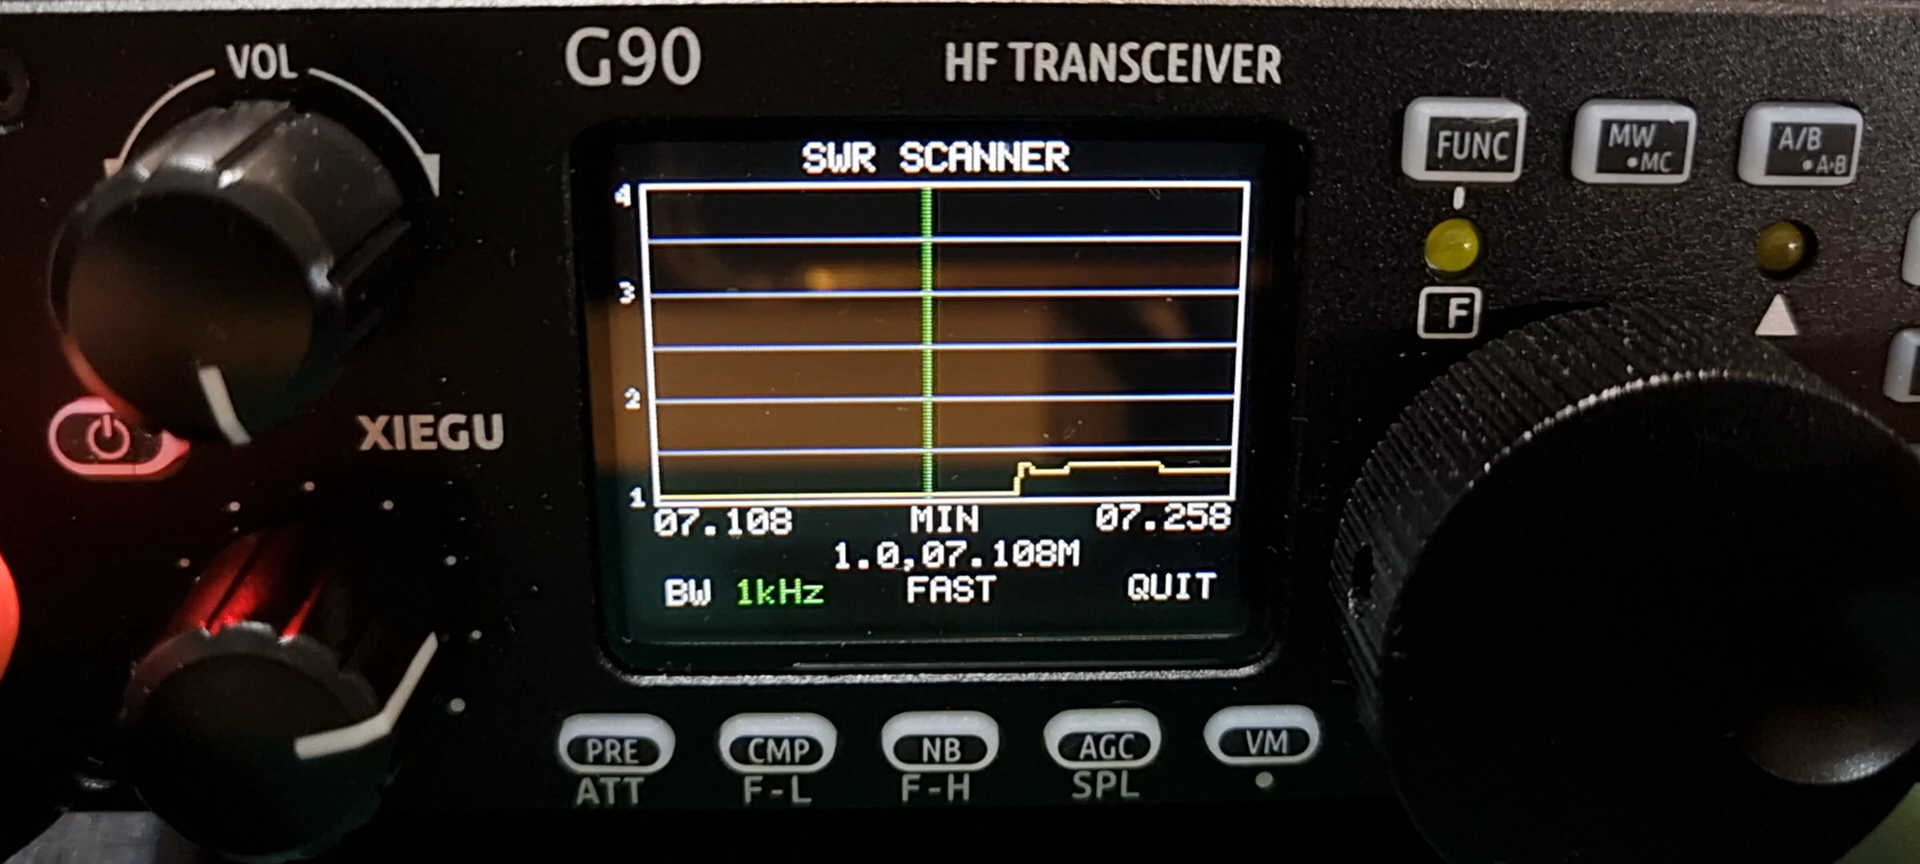 VOL
G90
HF TRANSCEIVER
FUNC
MW
•MC
A/B
•A›B
F
XIEGU
SWR SCANNER
4
3
2
1
07.108 MIN 07.258
1.0,07.108M
BW 1kHz FAST QUIT
PRE CMP NB AGC VM
ATT F-L F-H SPL